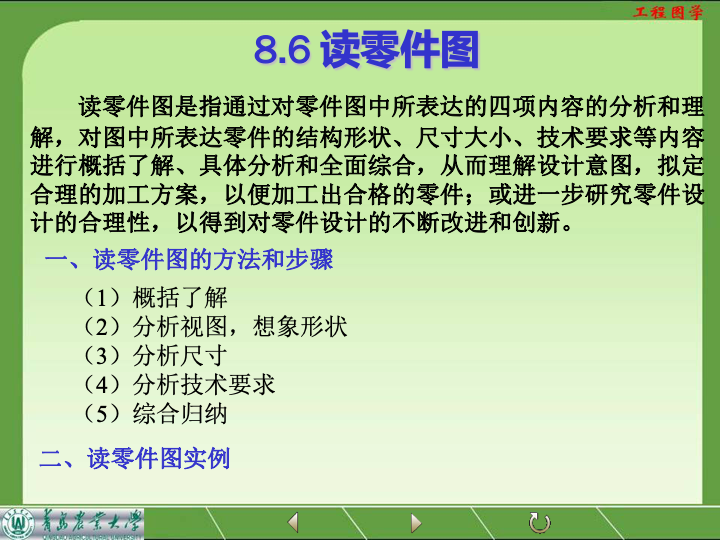 工程图学
8.6 读零件图
读零件图是指通过对零件图中所表达的四项内容的分析和理
解，对图中所表达零件的结构形状、尺寸大小、技术要求等内容
进行概括了解、具体分析和全面综合，从而理解设计意图，拟定
合理的加工方案，以便加工出合格的零件；或进一步研究零件设
计的合理性，以得到对零件设计的不断改进和创新。
一、读零件图的方法和步骤
（1）概括了解
（2）分析视图，想象形状
（3）分析尺寸
（4）分析技术要求
（5）综合归纳
二、读零件图实例
青岛农业大学